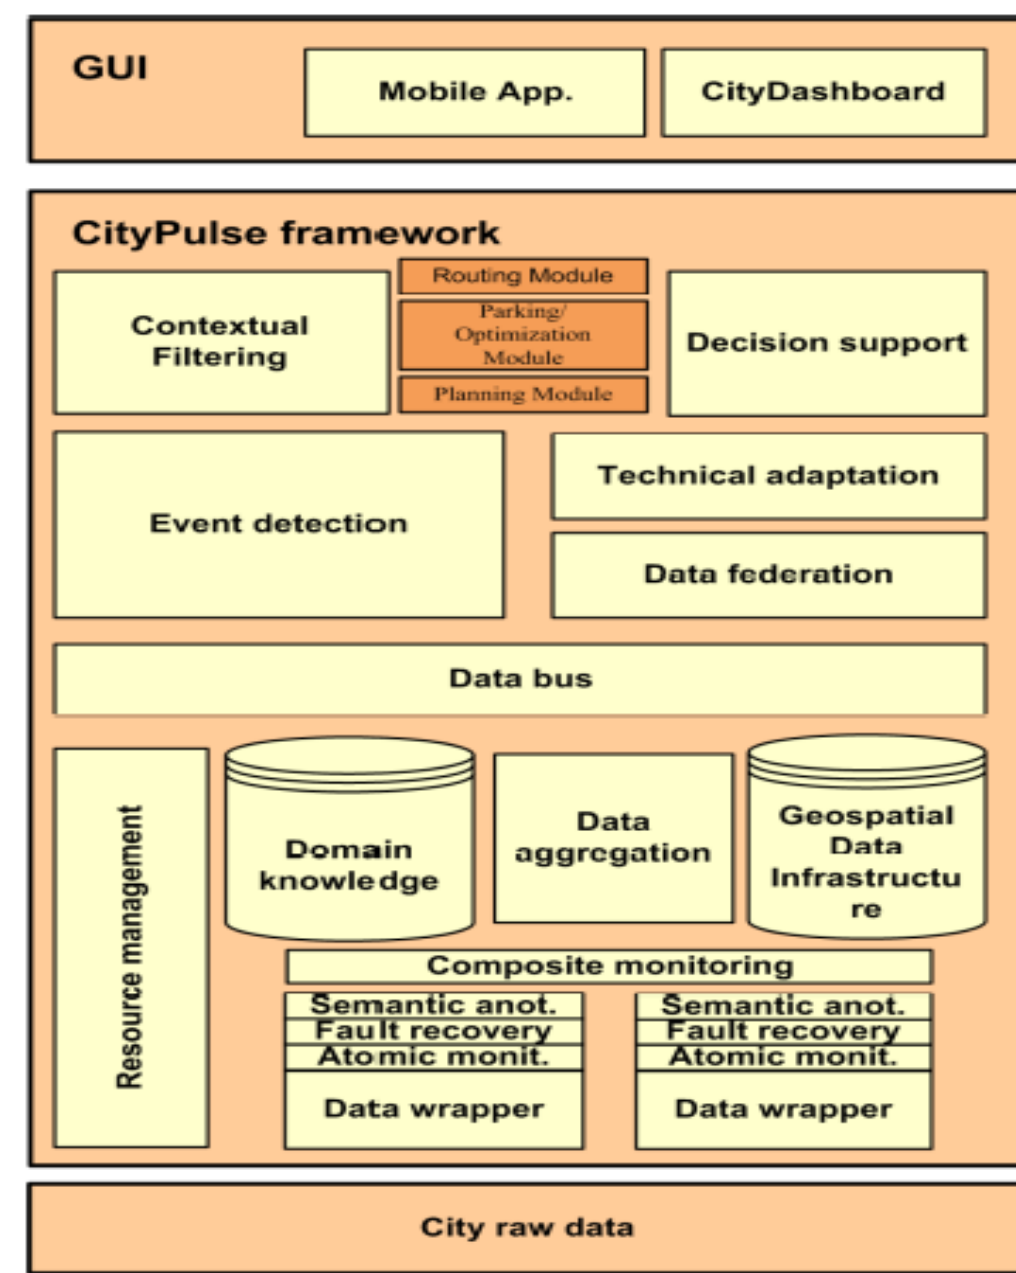 GUI
Mobile App.
CityDashboard
CityPulse framework
Contextual
Filtering
Routing Module
Parking/
Optimization
Module
Planning Module
Decision support
Event detection
Technical adaptation
Data federation
Data bus
Resource management
Domain
knowledge
Data
aggregation
Geospatial
Data
Infrastructu
re
Composite monitoring
Semantic anot.
Fault recovery
Atomic monit.
Data wrapper
Semantic anot.
Fault recovery
Atomic monit.
Data wrapper
City raw data